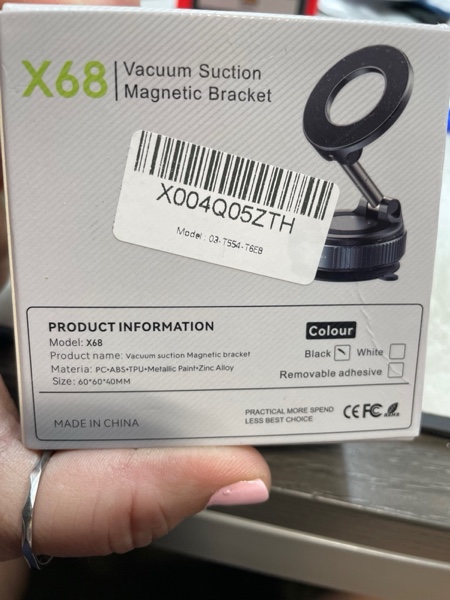 X68
Vacuum Suction
Magnetic Bracket
X004Q05ZTH
Model : 03-T554-T6E8
PRODUCT INFORMATION
Model: X68
Product name: Vacuum suction Magnetic bracket
Materia: PC•ABS•TPU•Metallic Paint•Zinc Alloy
Size: 60*60*40MM
Colour
Black White
Removable adhesive
MADE IN CHINA
PRACTICAL MORE SPEND
LESS BEST CHOICE
CE FC